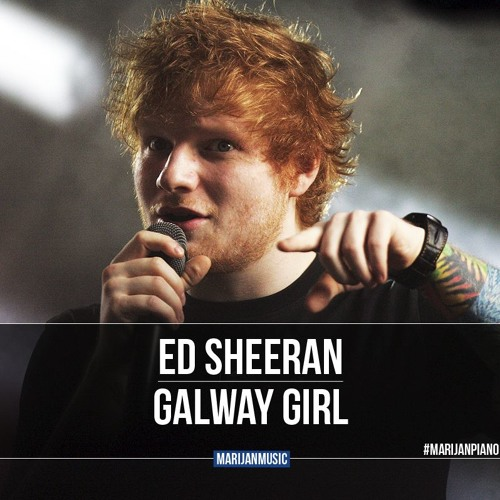 ED SHEERAN
GALWAY GIRL
#MARIJANPIANO
MARIJANMUSIC